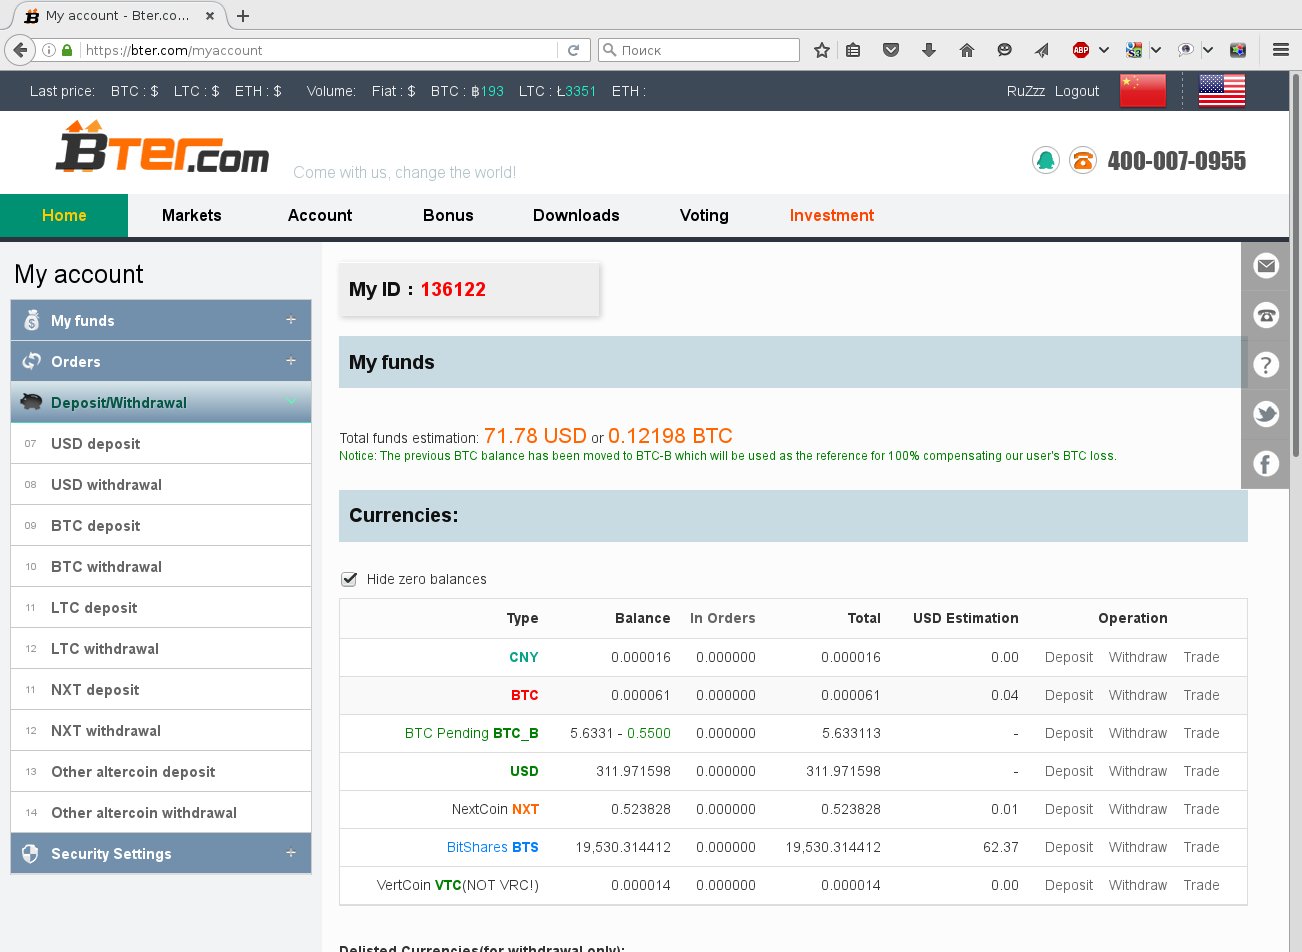 My account - Bter.co...
https://bter.com/myaccount
Поиск
ABP
Last price: BTC : $ LTC : $ ETH : $ Volume: Fiat : $ BTC : ฿193 LTC : Ł3351 ETH :
RuZzz Logout
Bter.com
Come with us, change the world!
400-007-0955
Home Markets Account Bonus Downloads Voting Investment
My account
My funds +
Orders +
Deposit/Withdrawal
07 USD deposit
08 USD withdrawal
09 BTC deposit
10 BTC withdrawal
11 LTC deposit
12 LTC withdrawal
11 NXT deposit
12 NXT withdrawal
13 Other altercoin deposit
14 Other altercoin withdrawal
Security Settings +
My ID : 136122
My funds
Total funds estimation: 71.78 USD or 0.12198 BTC
Notice: The previous BTC balance has been moved to BTC-B which will be used as the reference for 100% compensating our user's BTC loss.
Currencies:
Hide zero balances
Type Balance In Orders Total USD Estimation Operation
CNY 0.000016 0.000000 0.000016 0.00 Deposit Withdraw Trade
BTC 0.000061 0.000000 0.000061 0.04 Deposit Withdraw Trade
BTC Pending BTC_B 5.6331 - 0.5500 0.000000 5.633113 - Deposit Withdraw Trade
USD 311.971598 0.000000 311.971598 - Deposit Withdraw Trade
NextCoin NXT 0.523828 0.000000 0.523828 0.01 Deposit Withdraw Trade
BitShares BTS 19,530.314412 0.000000 19,530.314412 62.37 Deposit Withdraw Trade
VertCoin VTC(NOT VRC!) 0.000014 0.000000 0.000014 0.00 Deposit Withdraw Trade
Delisted Currencies(for withdrawal only):